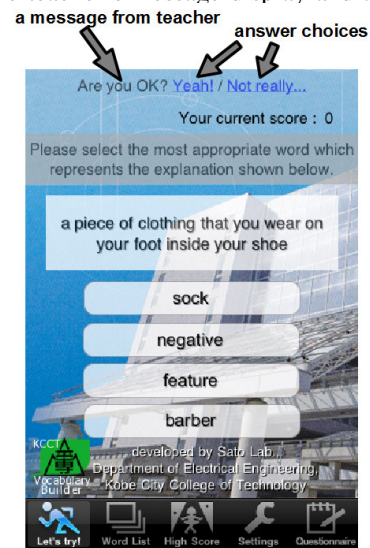 a message from teacher
answer choices
Are you OK? Yeah! / Not really...
Your current score : 0
Please select the most appropriate word which
represents the explanation shown below.
a piece of clothing that you wear on
your foot inside your shoe
sock
negative
feature
barber
KCCT
Vocabulary
Builder
developed by Sato Lab.,
Department of Electrical Engineering,
Kobe City College of Technology
Let's try!
Word List
High Score
Settings
Questionnaire